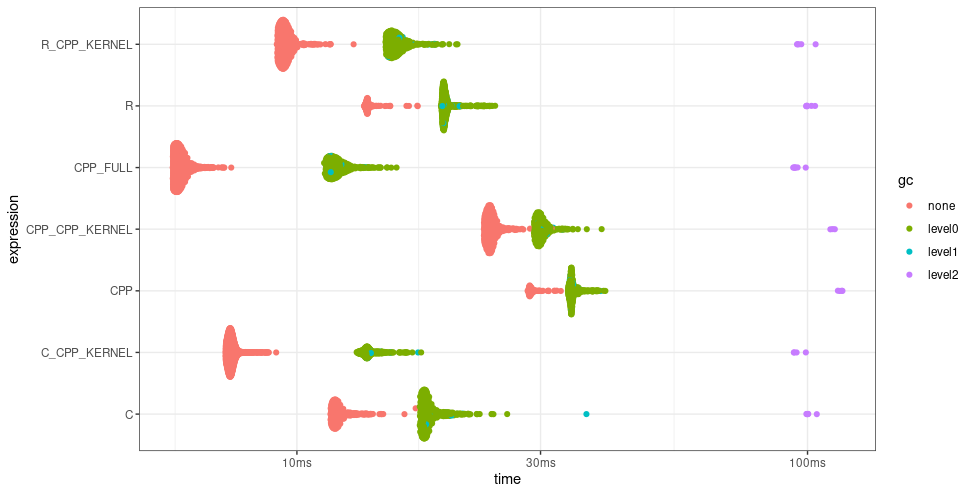 expression
R_CPP_KERNEL
R
CPP_FULL
CPP_CPP_KERNEL
CPP
C_CPP_KERNEL
C
10ms 30ms 100ms
time
gc
none
level0
level1
level2